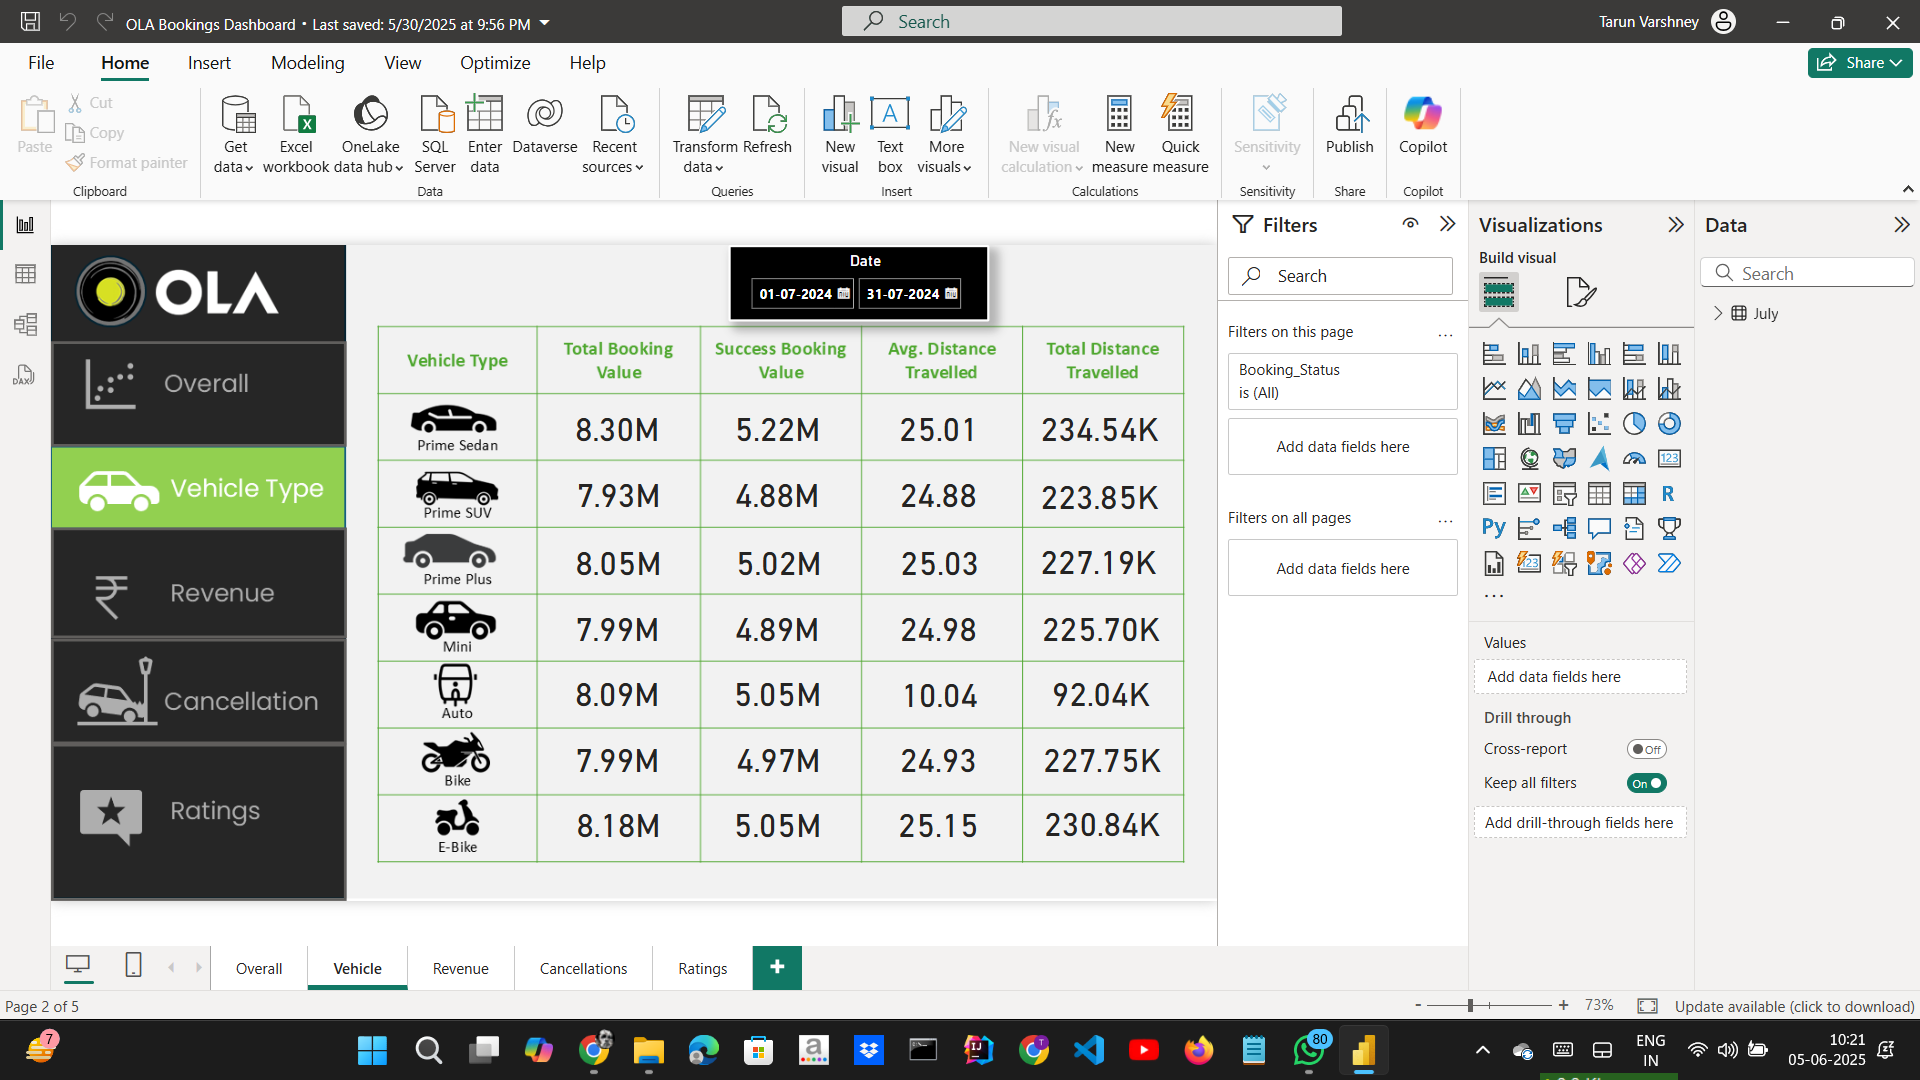 OLA Bookings Dashboard • Last saved: 5/30/2025 at 9:56 PM
Search
Tarun Varshney
File
Home
Insert
Modeling
View
Optimize
Help
Share
Paste
Cut
Copy
Format painter
Clipboard
Get data
Excel workbook
OneLake data hub
SQL Server
Enter data
Dataverse
Recent sources
Data
Transform data
Refresh
Queries
New visual
Text box
More visuals
Insert
New visual calculation
New measure
Quick measure
Calculations
Sensitivity
Sensitivity
Publish
Share
Copilot
Copilot
OLA
Overall
Vehicle Type
Revenue
Cancellation
Ratings
Date
01-07-2024
31-07-2024
Vehicle Type
Total Booking Value
Success Booking Value
Avg. Distance Travelled
Total Distance Travelled
Prime Sedan 8.30M 5.22M 25.01 234.54K
Prime SUV 7.93M 4.88M 24.88 223.85K
Prime Plus 8.05M 5.02M 25.03 227.19K
Mini 7.99M 4.89M 24.98 225.70K
Auto 8.09M 5.05M 10.04 92.04K
Bike 7.99M 4.97M 24.93 227.75K
E-Bike 8.18M 5.05M 25.15 230.84K
Filters
Search
Filters on this page
...
Booking_Status
is (All)
Add data fields here
Filters on all pages
...
Add data fields here
Visualizations
Build visual
Values
Add data fields here
Drill through
Cross-report
Off
Keep all filters
On
Add drill-through fields here
Data
Search
July
Overall
Vehicle
Revenue
Cancellations
Ratings
+
Page 2 of 5
- + 73%
Update available (click to download)
7
80
ENG
IN
10:21
05-06-2025